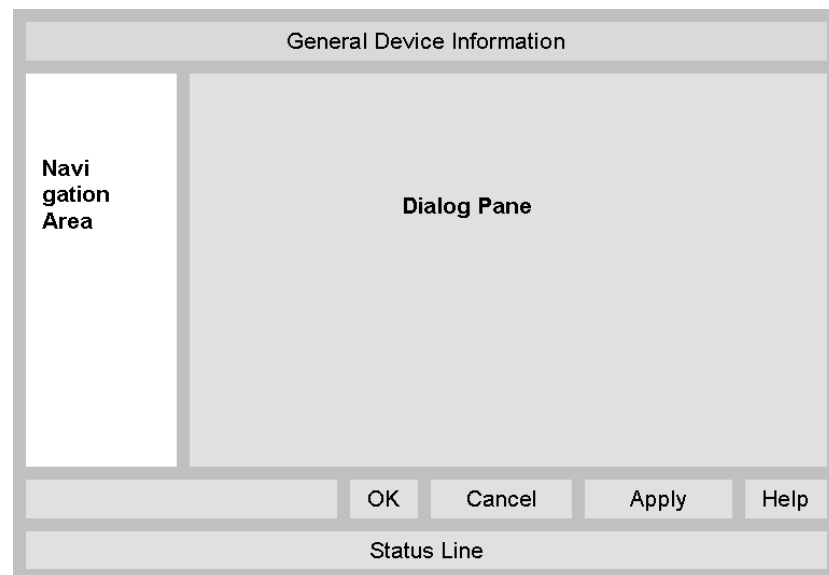 General Device Information
Navi
gation
Area
Dialog Pane
OK Cancel Apply Help
Status Line